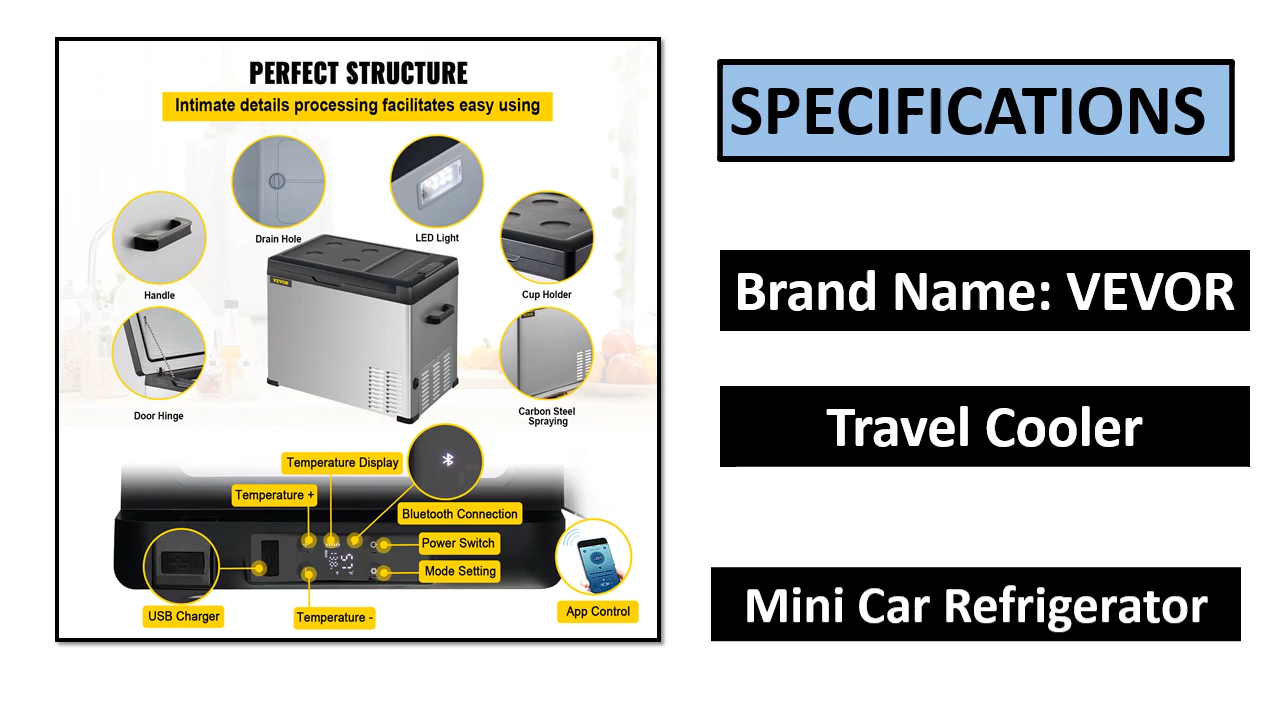 PERFECT STRUCTURE
Intimate details processing facilitates easy using
Drain Hole
LED Light
Handle
Cup Holder
VEVOR
Door Hinge
Carbon Steel
Spraying
Temperature Display
Temperature +
Bluetooth Connection
Power Switch
Mode Setting
USB Charger
Temperature -
App Control
SPECIFICATIONS
Brand Name: VEVOR
Travel Cooler
Mini Car Refrigerator